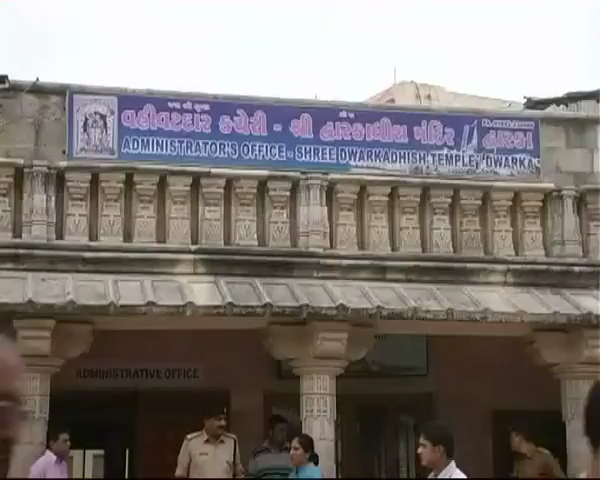 વહીવટદાર કચેરી - શ્રી દ્વારકાધીશ મંદિર, દ્વારકા
ADMINISTRATOR'S OFFICE - SHREE DWARKADHISH TEMPLE, DWARKA
ADMINISTRATIVE OFFICE